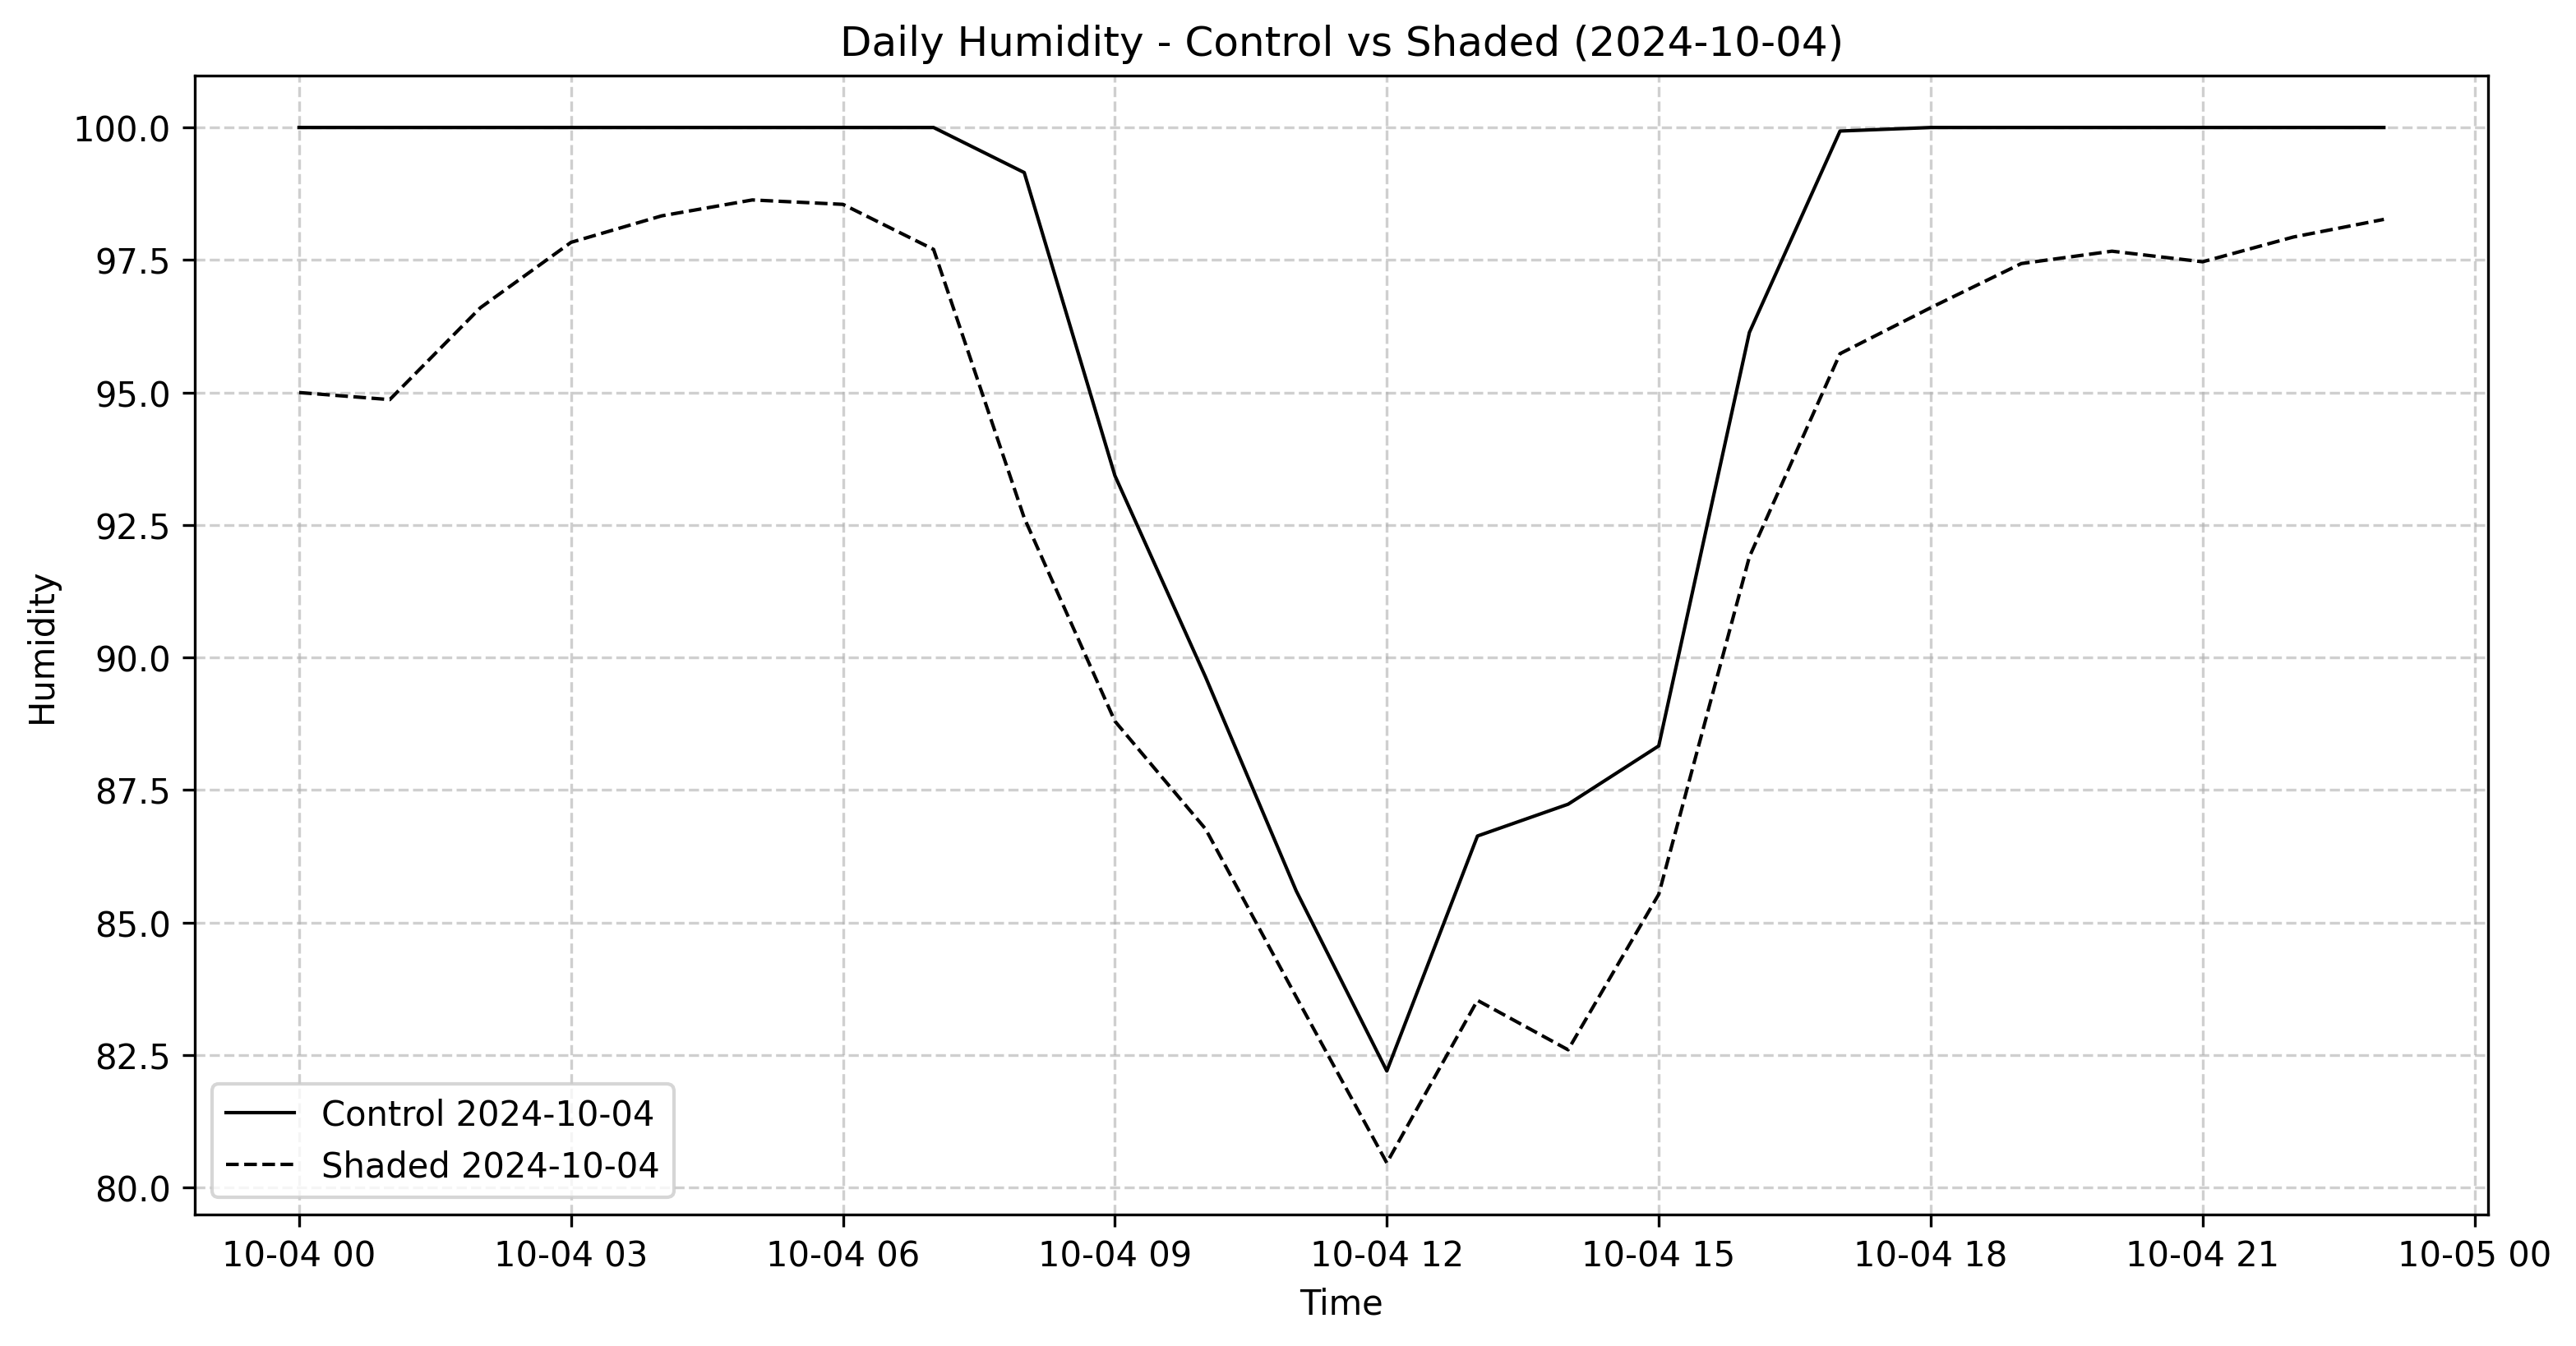 Daily Humidity - Control vs Shaded (2024-10-04)
Humidity
100.0
97.5
95.0
92.5
90.0
87.5
85.0
82.5
80.0
Control 2024-10-04
Shaded 2024-10-04
10-04 00 10-04 03 10-04 06 10-04 09 10-04 12 10-04 15 10-04 18 10-04 21 10-05 00
Time